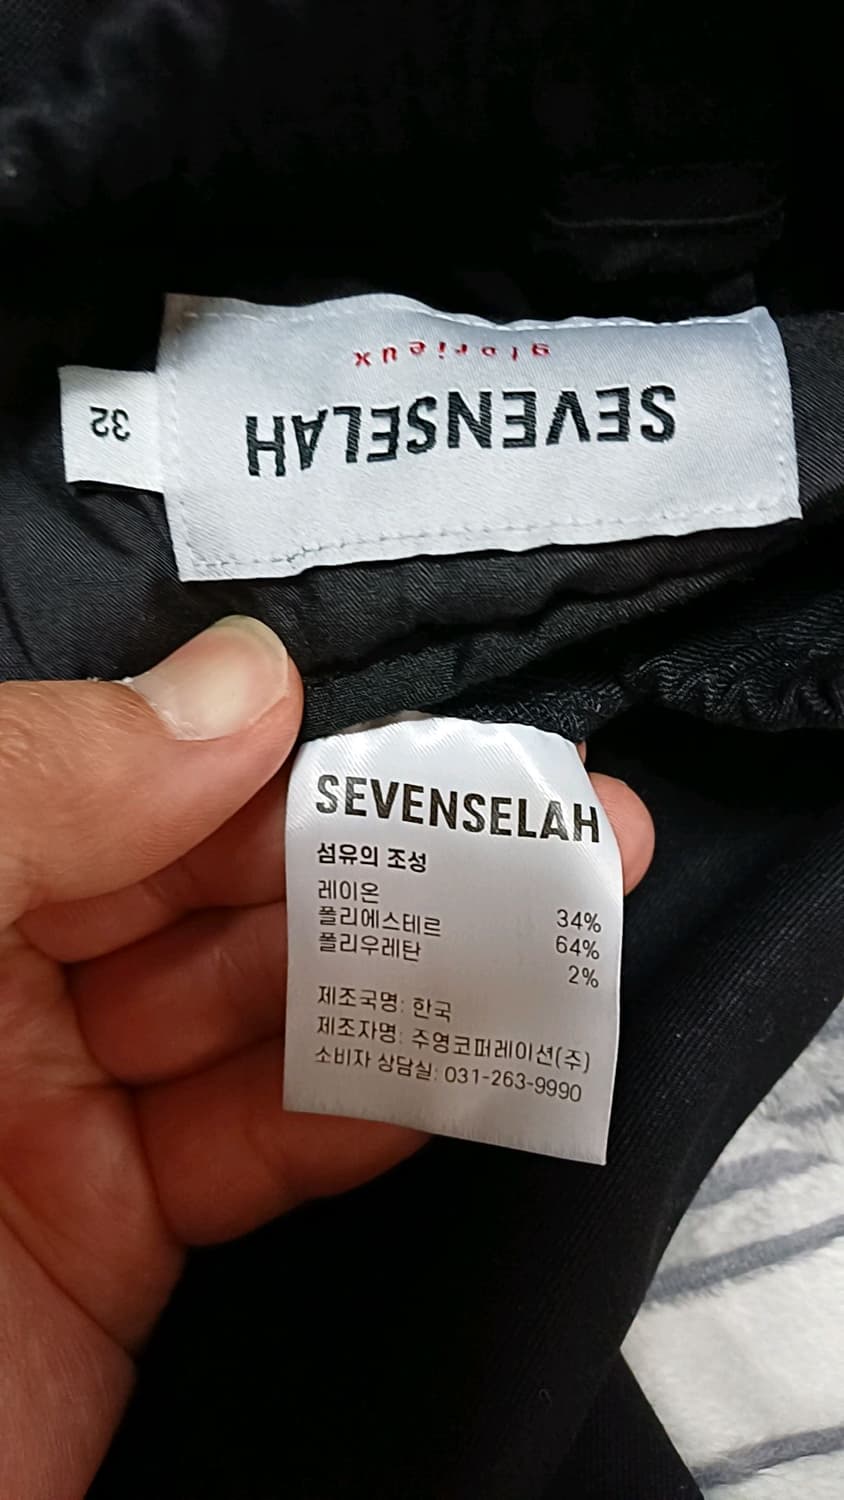 glorieux
SEVENSELAH
32
SEVENSELAH
섬유의 조성
레이온 34%
폴리에스테르 64%
폴리우레탄 2%
제조국명: 한국
제조자명: 주영코퍼레이션(주)
소비자 상담실: 031-263-9990